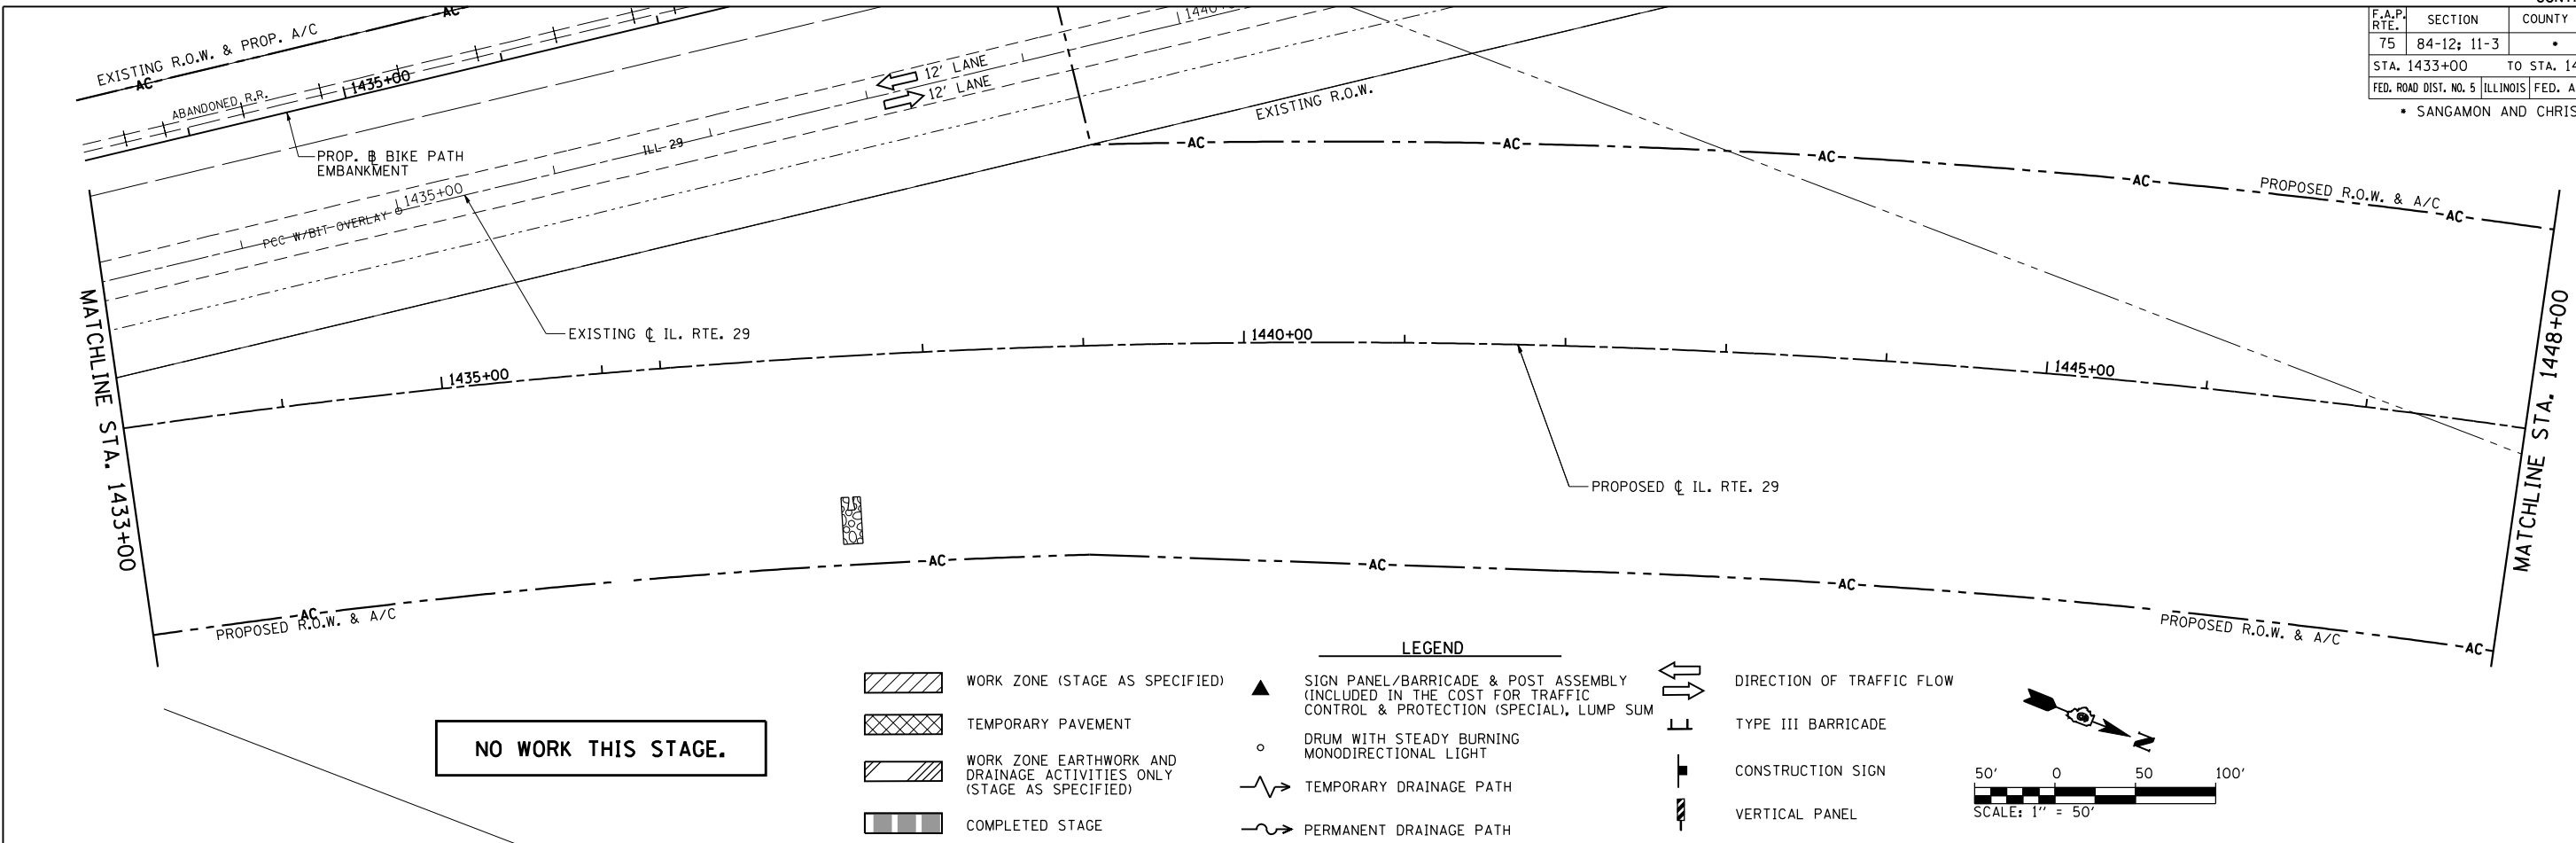 AC
EXISTING R.O.W. & PROP. A/C
AC
ABANDONED R.R.
1435+00
PROP. ℄ BIKE PATH
EMBANKMENT
12' LANE
12' LANE
EXISTING R.O.W.
ILL 29
1435+00
PCC W/BIT OVERLAY
F.A.P. RTE.
SECTION
COUNTY
75
84-12; 11-3
*
STA. 1433+00 TO STA.
FED. ROAD DIST. NO. 5
ILLINOIS
FED.
* SANGAMON AND
AC
AC
AC
AC
PROPOSED R.O.W. & A/C
AC
EXISTING ℄ IL. RTE. 29
MATCHLINE STA. 1433+00
1435+00
1440+00
1445+00
MATCHLINE STA. 1448+00
PROPOSED ℄ IL. RTE. 29
AC
AC
AC
AC
PROPOSED R.O.W. & A/C
PROPOSED R.O.W. & A/C
AC
NO WORK THIS STAGE.
LEGEND
WORK ZONE (STAGE AS SPECIFIED)
TEMPORARY PAVEMENT
WORK ZONE EARTHWORK AND
DRAINAGE ACTIVITIES ONLY
(STAGE AS SPECIFIED)
COMPLETED STAGE
SIGN PANEL/BARRICADE & POST ASSEMBLY
(INCLUDED IN THE COST FOR TRAFFIC
CONTROL & PROTECTION (SPECIAL), LUMP SUM
DRUM WITH STEADY BURNING
MONODIRECTIONAL LIGHT
TEMPORARY DRAINAGE PATH
PERMANENT DRAINAGE PATH
DIRECTION OF TRAFFIC FLOW
TYPE III BARRICADE
CONSTRUCTION SIGN
VERTICAL PANEL
N
50' 0 50 100'
SCALE: 1" = 50'